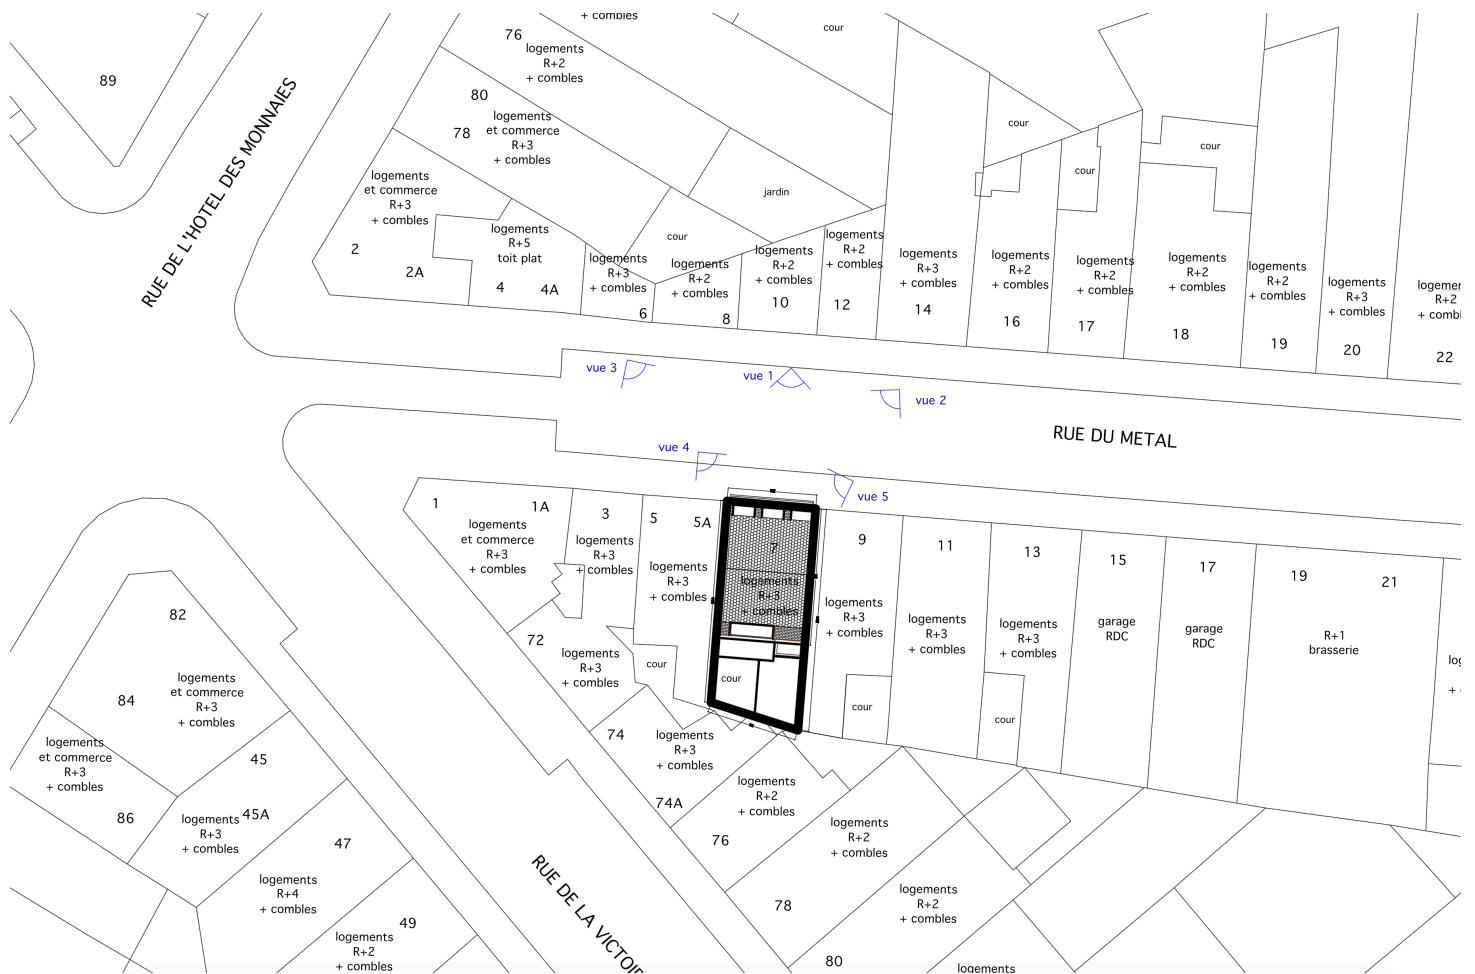 + combles
76
logements
R+2
+ combles
cour
89
80
78
logements
et commerce
R+3
+ combles
cour
cour
cour
jardin
RUE DE L'HOTEL DES MONNAIES
logements
et commerce
R+3
+ combles
2
2A
logements
R+5
toit plat
4
4A
cour
logements
R+3
+ combles
6
logements
R+2
+ combles
8
logements
R+2
+ combles
10
logements
R+2
+ combles
12
logements
R+3
+ combles
14
logements
R+2
+ combles
16
logements
R+2
+ combles
17
logements
R+2
+ combles
18
logements
R+2
+ combles
19
logements
R+3
+ combles
20
R+2
22
vue 3
vue 1
vue 2
RUE DU METAL
vue 4
vue 5
1
1A
logements
et commerce
R+3
+ combles
3
logements
R+3
+ combles
5
5A
logements
R+3
+ combles
cour
7
logements
R+3
+ combles
cour
9
logements
R+3
+ combles
cour
11
logements
R+3
+ combles
13
logements
R+3
+ combles
cour
15
garage
RDC
17
garage
RDC
19
21
R+1
brasserie
72
logements
R+3
+ combles
74
logements
R+3
+ combles
74A
logements
R+2
+ combles
76
logements
R+2
+ combles
78
logements
R+2
+ combles
80
logements
82
logements
et commerce
R+3
+ combles
84
logements
et commerce
R+3
+ combles
86
45
45A
logements
R+3
+ combles
47
logements
R+4
+ combles
49
logements
R+2
+ combles
RUE DE LA VICTOI